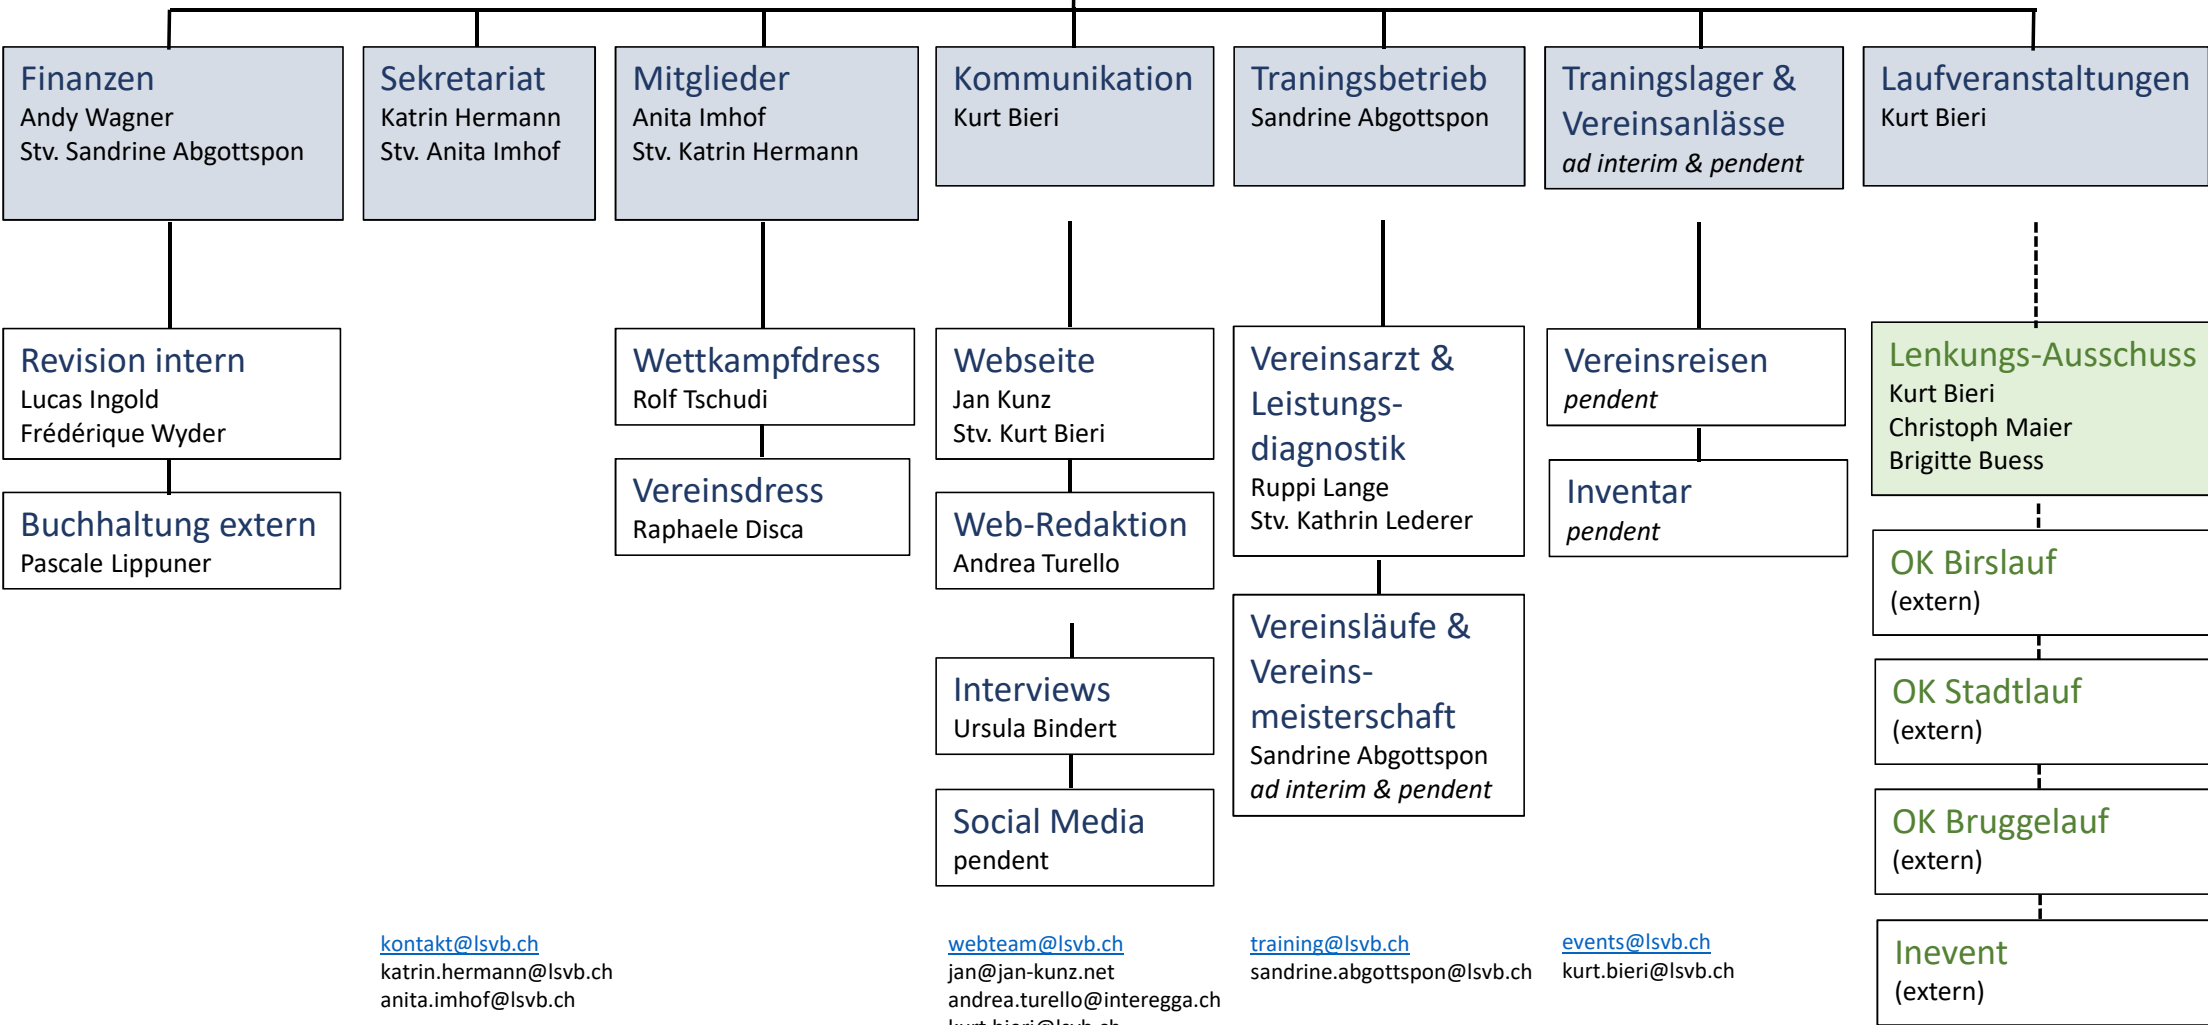 Finanzen
Andy Wagner
Stv. Sandrine Abgottspon
Sekretariat
Katrin Hermann
Stv. Anita Imhof
Mitglieder
Anita Imhof
Stv. Katrin Hermann
Kommunikation
Kurt Bieri
Traningsbetrieb
Sandrine Abgottspon
Traningslager &
Vereinsanlässe
ad interim & pendent
Laufveranstaltungen
Kurt Bieri
Revision intern
Lucas Ingold
Frédérique Wyder
Buchhaltung extern
Pascale Lippuner
Wettkampfdress
Rolf Tschudi
Vereinsdress
Raphaele Disca
Webseite
Jan Kunz
Stv. Kurt Bieri
Web-Redaktion
Andrea Turello
Interviews
Ursula Bindert
Social Media
pendent
Vereinsarzt &
Leistungs-
diagnostik
Ruppi Lange
Stv. Kathrin Lederer
Vereinsläufe &
Vereins-
meisterschaft
Sandrine Abgottspon
ad interim & pendent
Vereinsreisen
pendent
Inventar
pendent
Lenkungs-Ausschuss
Kurt Bieri
Christoph Maier
Brigitte Buess
OK Birslauf
(extern)
OK Stadtlauf
(extern)
OK Bruggelauf
(extern)
Inevent
(extern)
kontakt@lsvb.ch
katrin.hermann@lsvb.ch
anita.imhof@lsvb.ch
webteam@lsvb.ch
jan@jan-kunz.net
andrea.turello@interegga.ch
kurt.bieri@lsvb.ch
training@lsvb.ch
sandrine.abgottspon@lsvb.ch
events@lsvb.ch
kurt.bieri@lsvb.ch